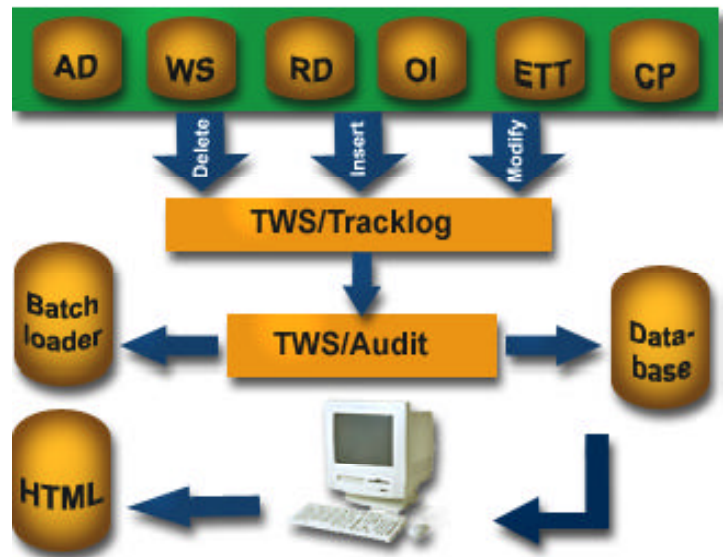 AD
WS
RD
OI
ETT
CP
Delete
Insert
Modify
TWS/Tracklog
Batch
loader
TWS/Audit
Data-
base
HTML